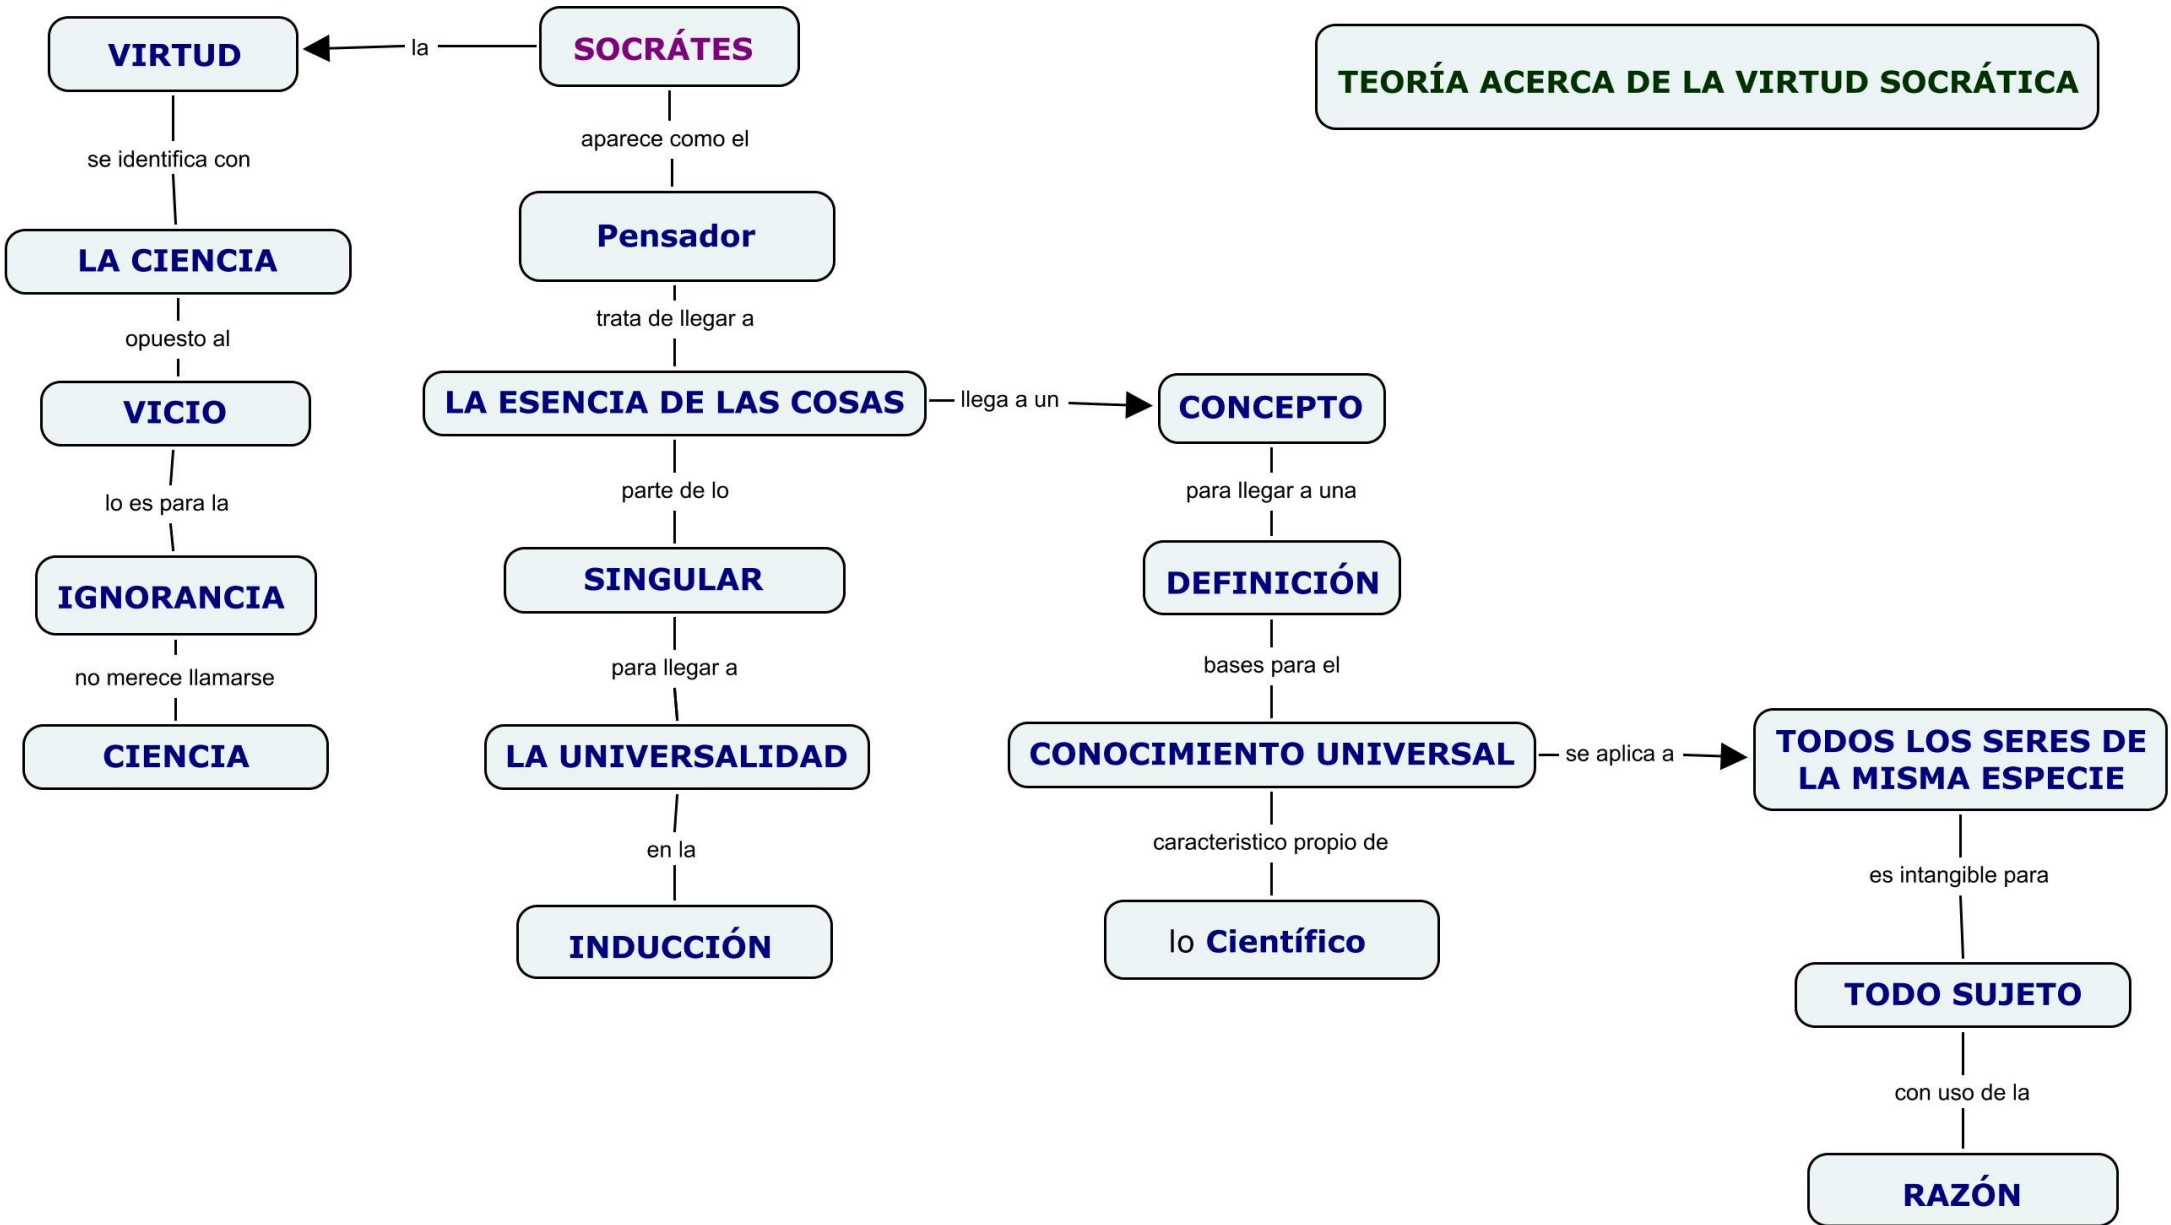 TEORÍA ACERCA DE LA VIRTUD SOCRÁTICA
SOCRÁTES
la
VIRTUD
se identifica con
LA CIENCIA
opuesto al
VICIO
lo es para la
IGNORANCIA
no merece llamarse
CIENCIA
aparece como el
Pensador
trata de llegar a
LA ESENCIA DE LAS COSAS
parte de lo
SINGULAR
para llegar a
LA UNIVERSALIDAD
en la
INDUCCIÓN
llega a un
CONCEPTO
para llegar a una
DEFINICIÓN
bases para el
CONOCIMIENTO UNIVERSAL
caracteristico propio de
lo Científico
se aplica a
TODOS LOS SERES DE
LA MISMA ESPECIE
es intangible para
TODO SUJETO
con uso de la
RAZÓN